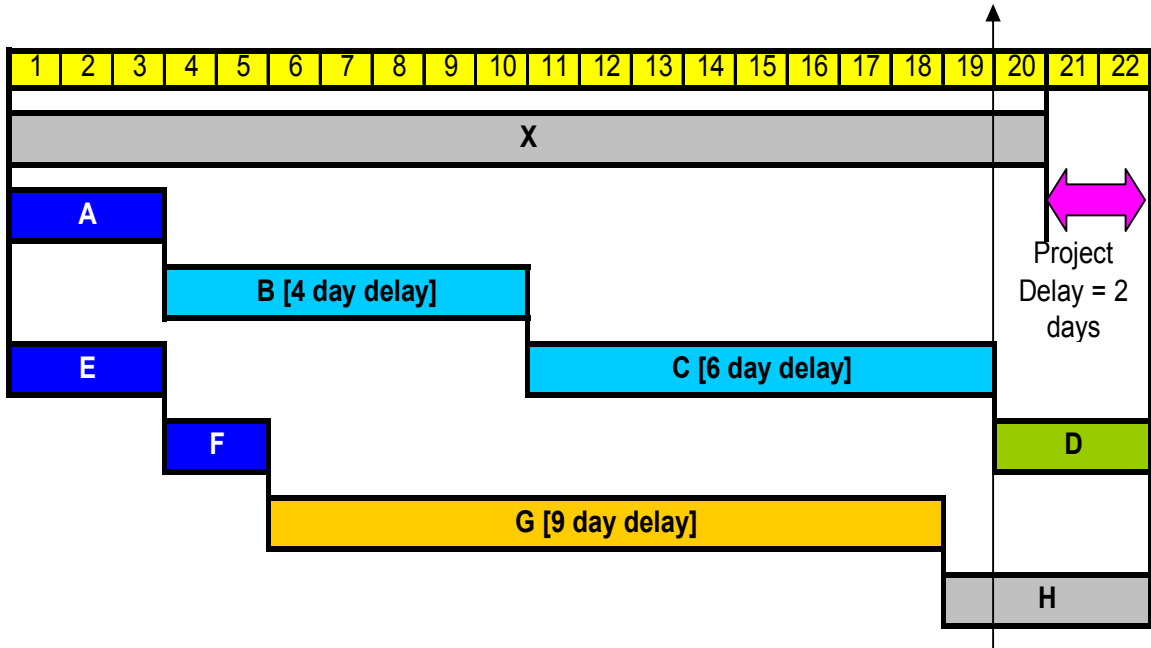 1 2 3 4 5 6 7 8 9 10 11 12 13 14 15 16 17 18 19 20 21 22
X
A
Project
Delay = 2
days
B [4 day delay]
E
C [6 day delay]
F
D
G [9 day delay]
H